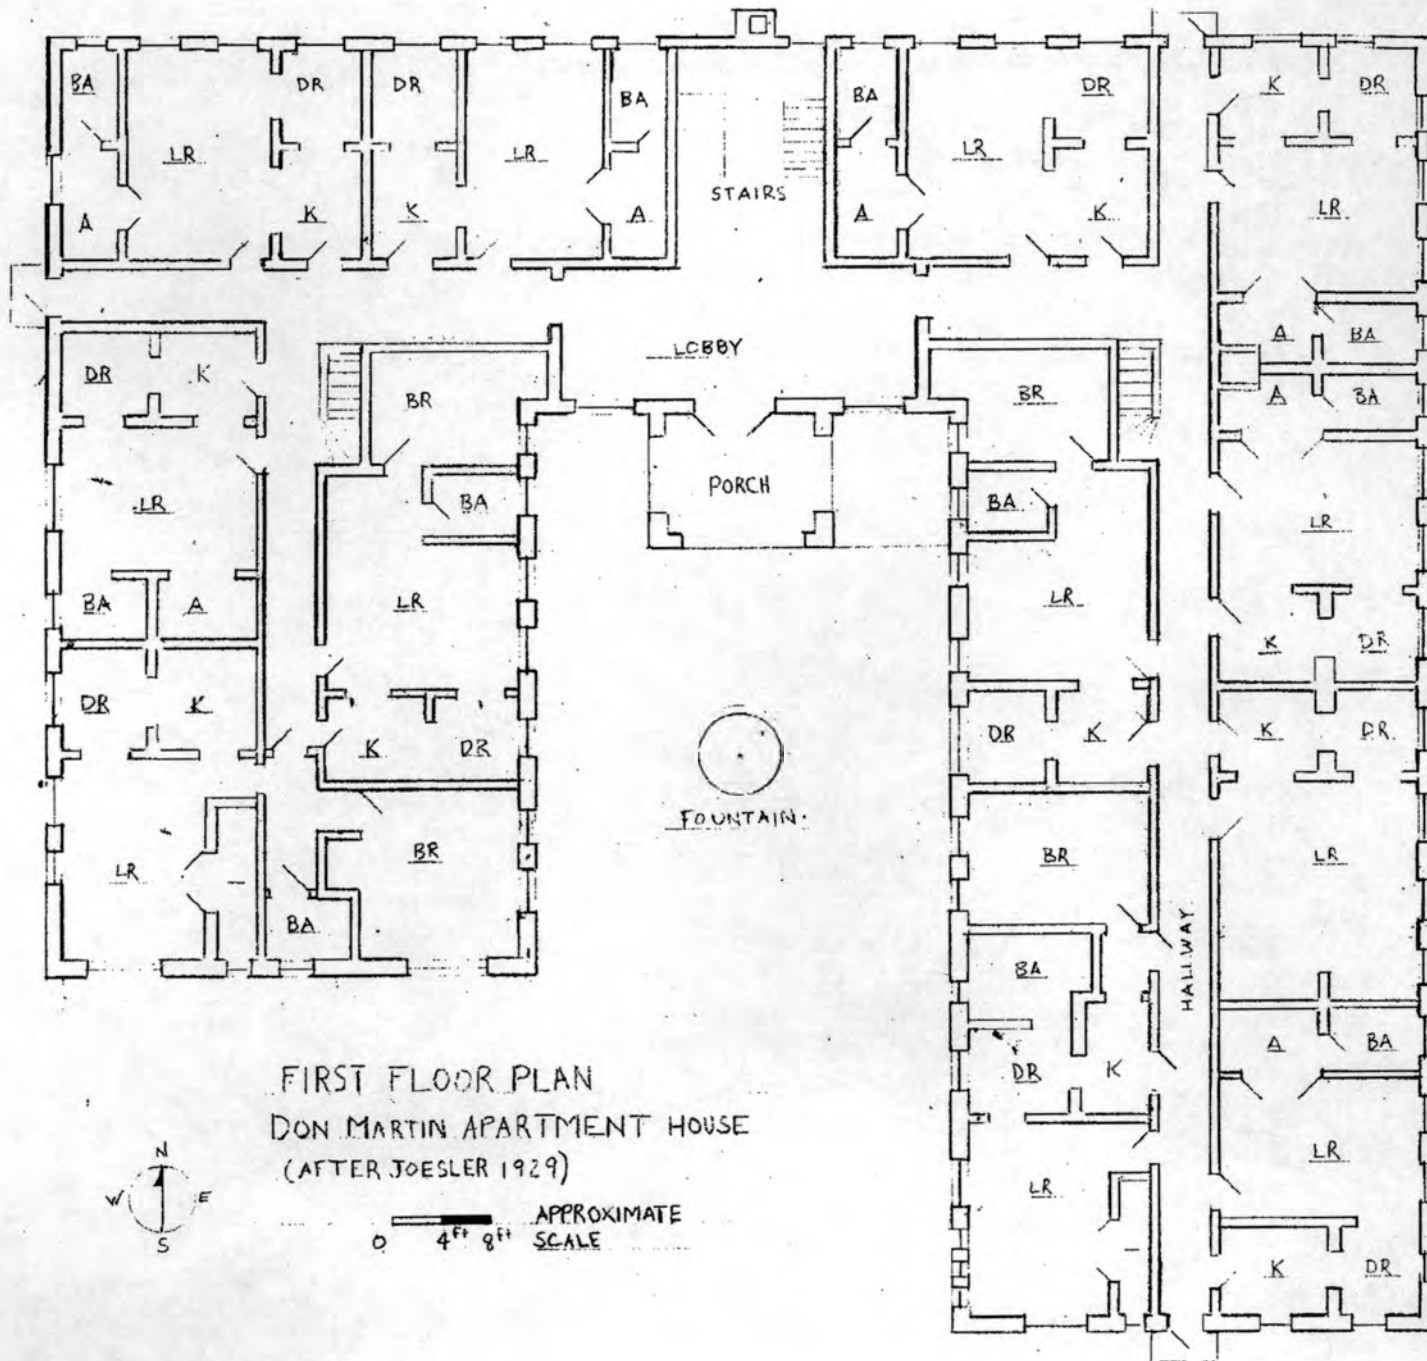 BA
DR
DR
BA
BA
DR
K
DR
LR
LR
LR
STAIRS
A
K
K
A
A
K
LR
LOBBY
A
BA
DR
K
BR
BR
A
BA
PORCH
LR
BA
BA
LR
BA
A
LR
LR
K
DR
DR
K
K
DR
DR
K
K
DR
FOUNTAIN
LR
BR
BR
LR
BA
HALLWAY
BA
A
BA
DR
K
LR
LR
K
DR
FIRST FLOOR PLAN
DON MARTIN APARTMENT HOUSE
(AFTER JOESLER 1929)
N
W
E
S
0 4ft 8ft
APPROXIMATE
SCALE